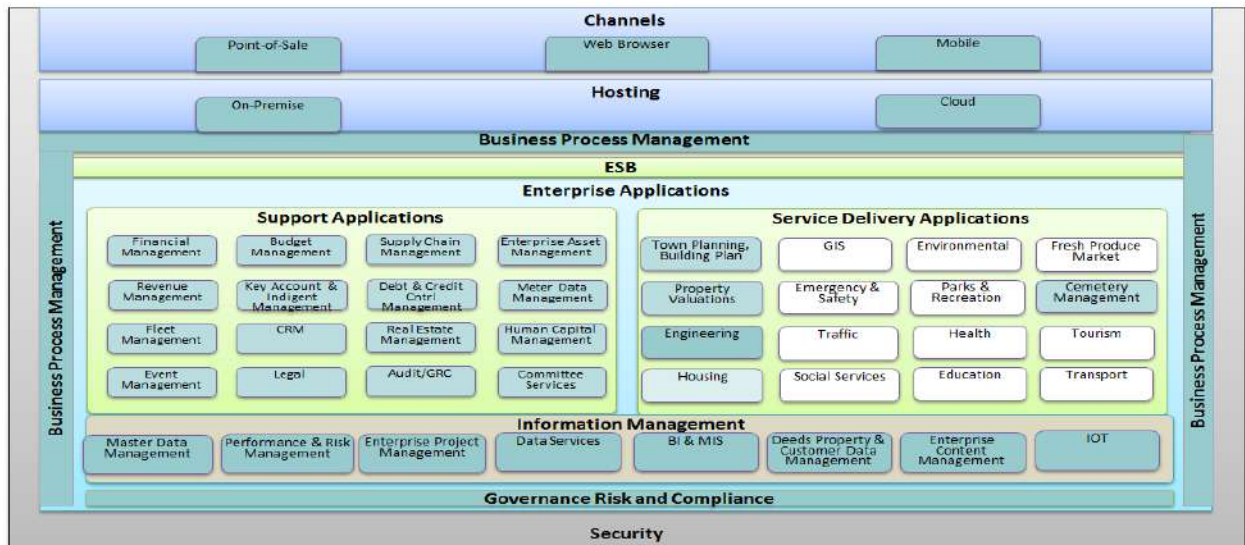 Channels
Point-of-Sale
Web Browser
Mobile
Hosting
On-Premise
Cloud
Business Process Management
ESB
Enterprise Applications
Support Applications
Service Delivery Applications
Financial
Management
Budget
Management
Supply Chain
Management
Enterprise Asset
Management
Town Planning,
Building Plan
GIS
Environmental
Fresh Produce
Market
Revenue
Management
Key Account &
Indigent
Management
Debt & Credit
Cntrl
Management
Meter Data
Management
Property
Valuations
Emergency &
Safety
Parks &
Recreation
Cemetery
Management
Fleet
Management
CRM
Real Estate
Management
Human Capital
Management
Engineering
Traffic
Health
Tourism
Event
Management
Legal
Audit/GRC
Committee
Services
Housing
Social Services
Education
Transport
Business Process Management
Business Process Management
Information Management
Master Data
Management
Performance & Risk
Management
Enterprise Project
Management
Data Services
BI & MIS
Deeds Property &
Customer Data
Management
Enterprise
Content
Management
IOT
Governance Risk and Compliance
Security